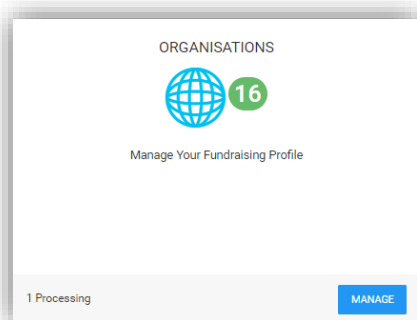 ORGANISATIONS
16
Manage Your Fundraising Profile
1 Processing
MANAGE